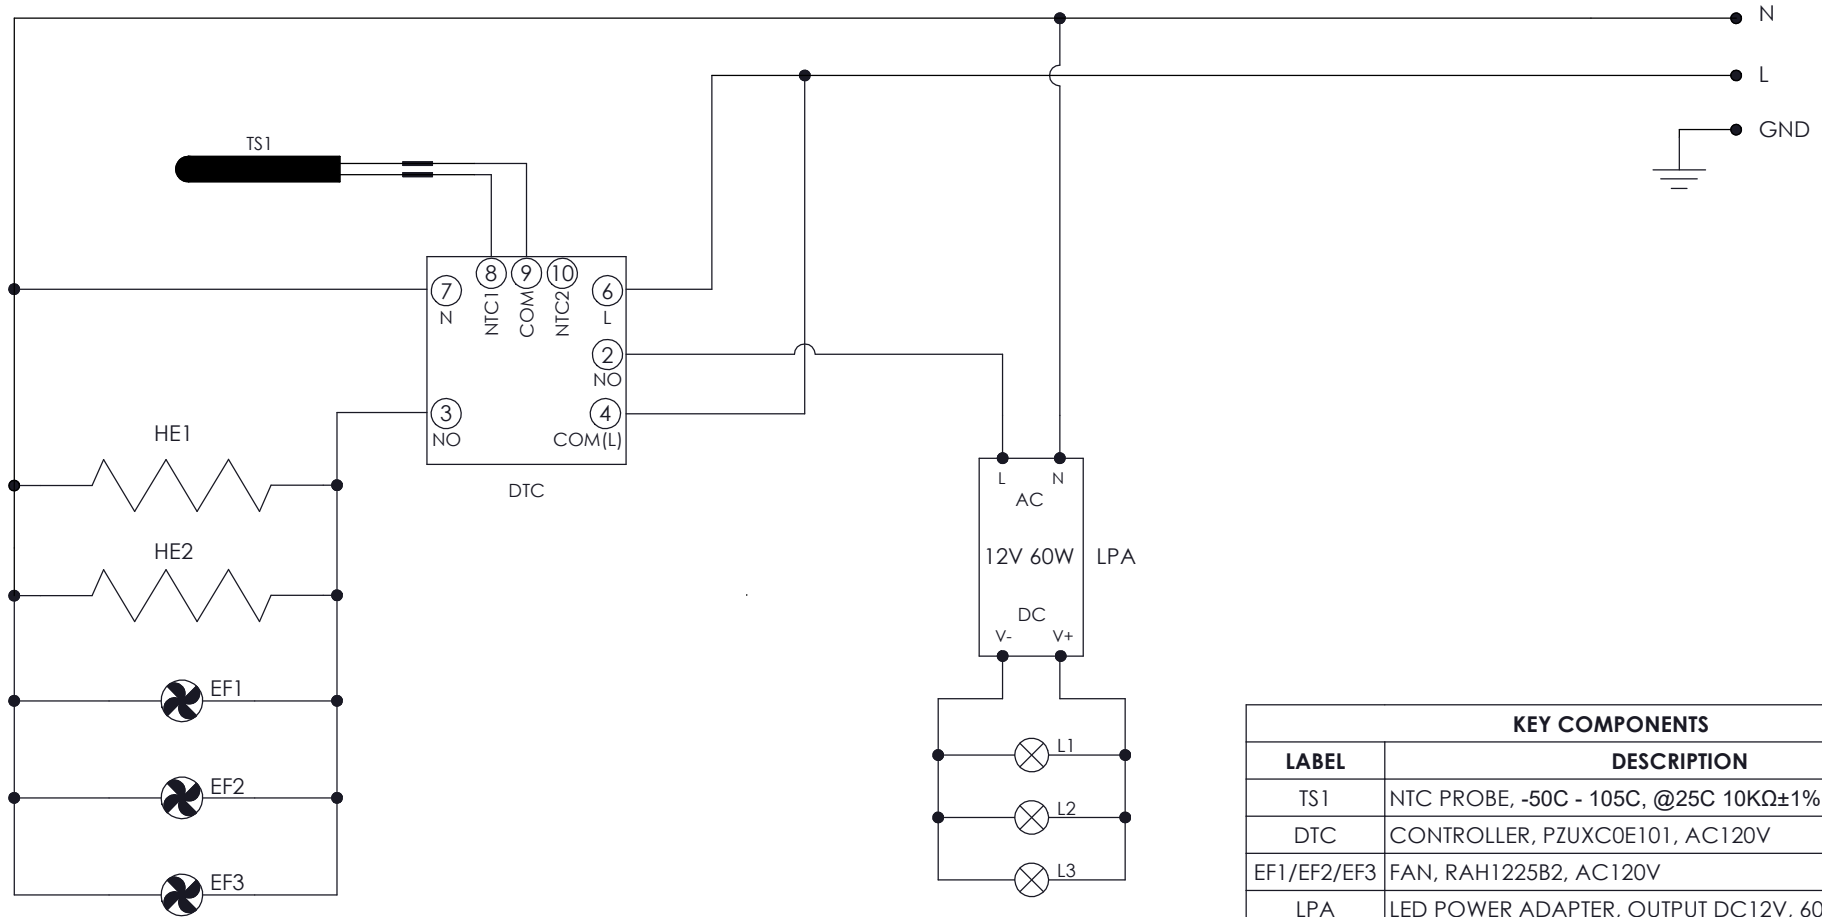 N
L
GND
TS1
8 9 10
NTC1 COM NTC2
7
N
6
L
2
NO
3
NO
4
COM(L)
DTC
HE1
HE2
EF1
EF2
EF3
L N
AC
12V 60W LPA
DC
V- V+
L1
L2
L3
KEY COMPONENTS
LABEL DESCRIPTION
TS1 NTC PROBE, -50C - 105C, @25C 10KΩ±1%
DTC CONTROLLER, PZUXC0E101, AC120V
EF1/EF2/EF3 FAN, RAH1225B2, AC120V
LPA LED POWER ADAPTER, OUTPUT DC12V, 60